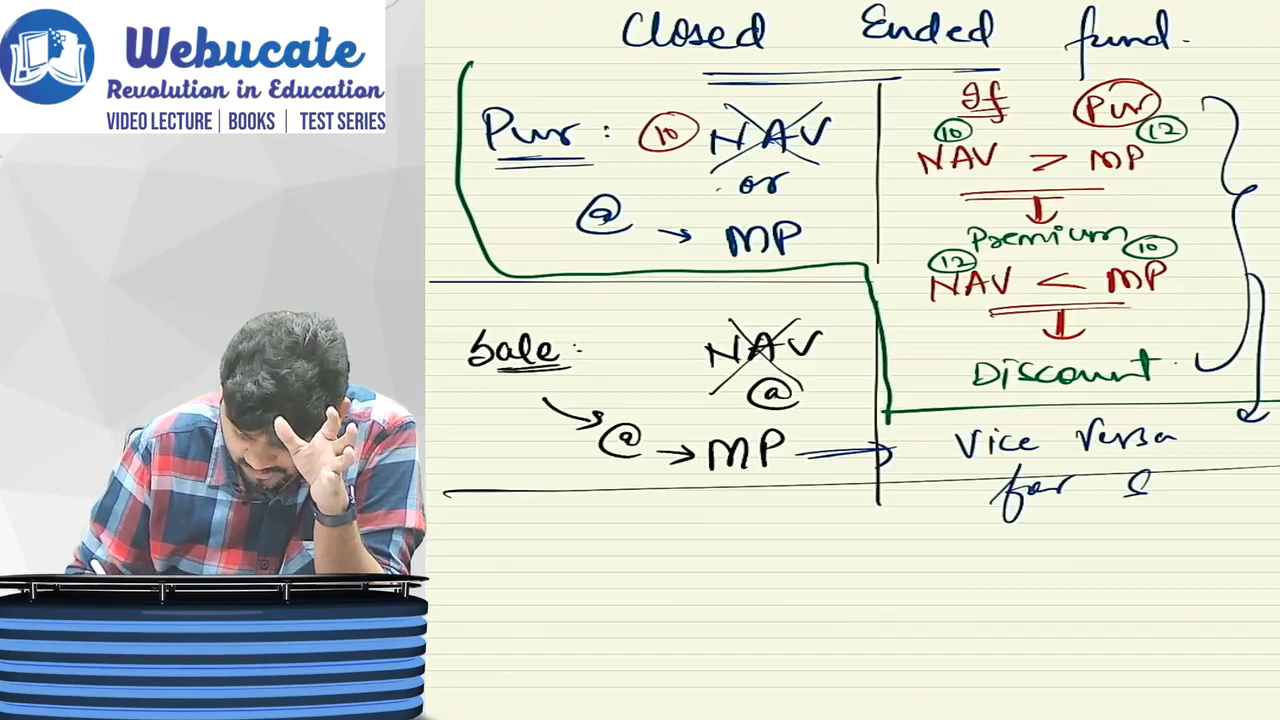 Webucate
Revolution in Education
VIDEO LECTURE | BOOKS | TEST SERIES
Closed Ended fund.
Pur : 10 NAV
or
@ → MP
If Pur
10 12
NAV > MP
Premium
12 10
NAV < MP
Discount
Sale :
NAV
@
@ → MP
Vice Versa
for S